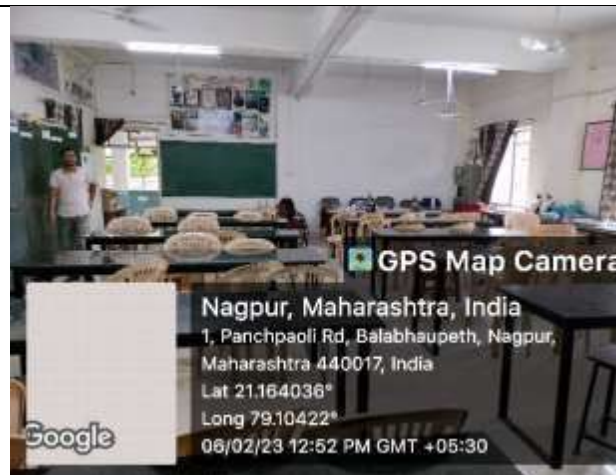 GPS Map Camera
Nagpur, Maharashtra, India
1, Panchpaoli Rd, Balabhaupeth, Nagpur,
Maharashtra 440017, India
Lat 21.164036°
Long 79.10422°
Google
06/02/23 12:52 PM GMT +05:30